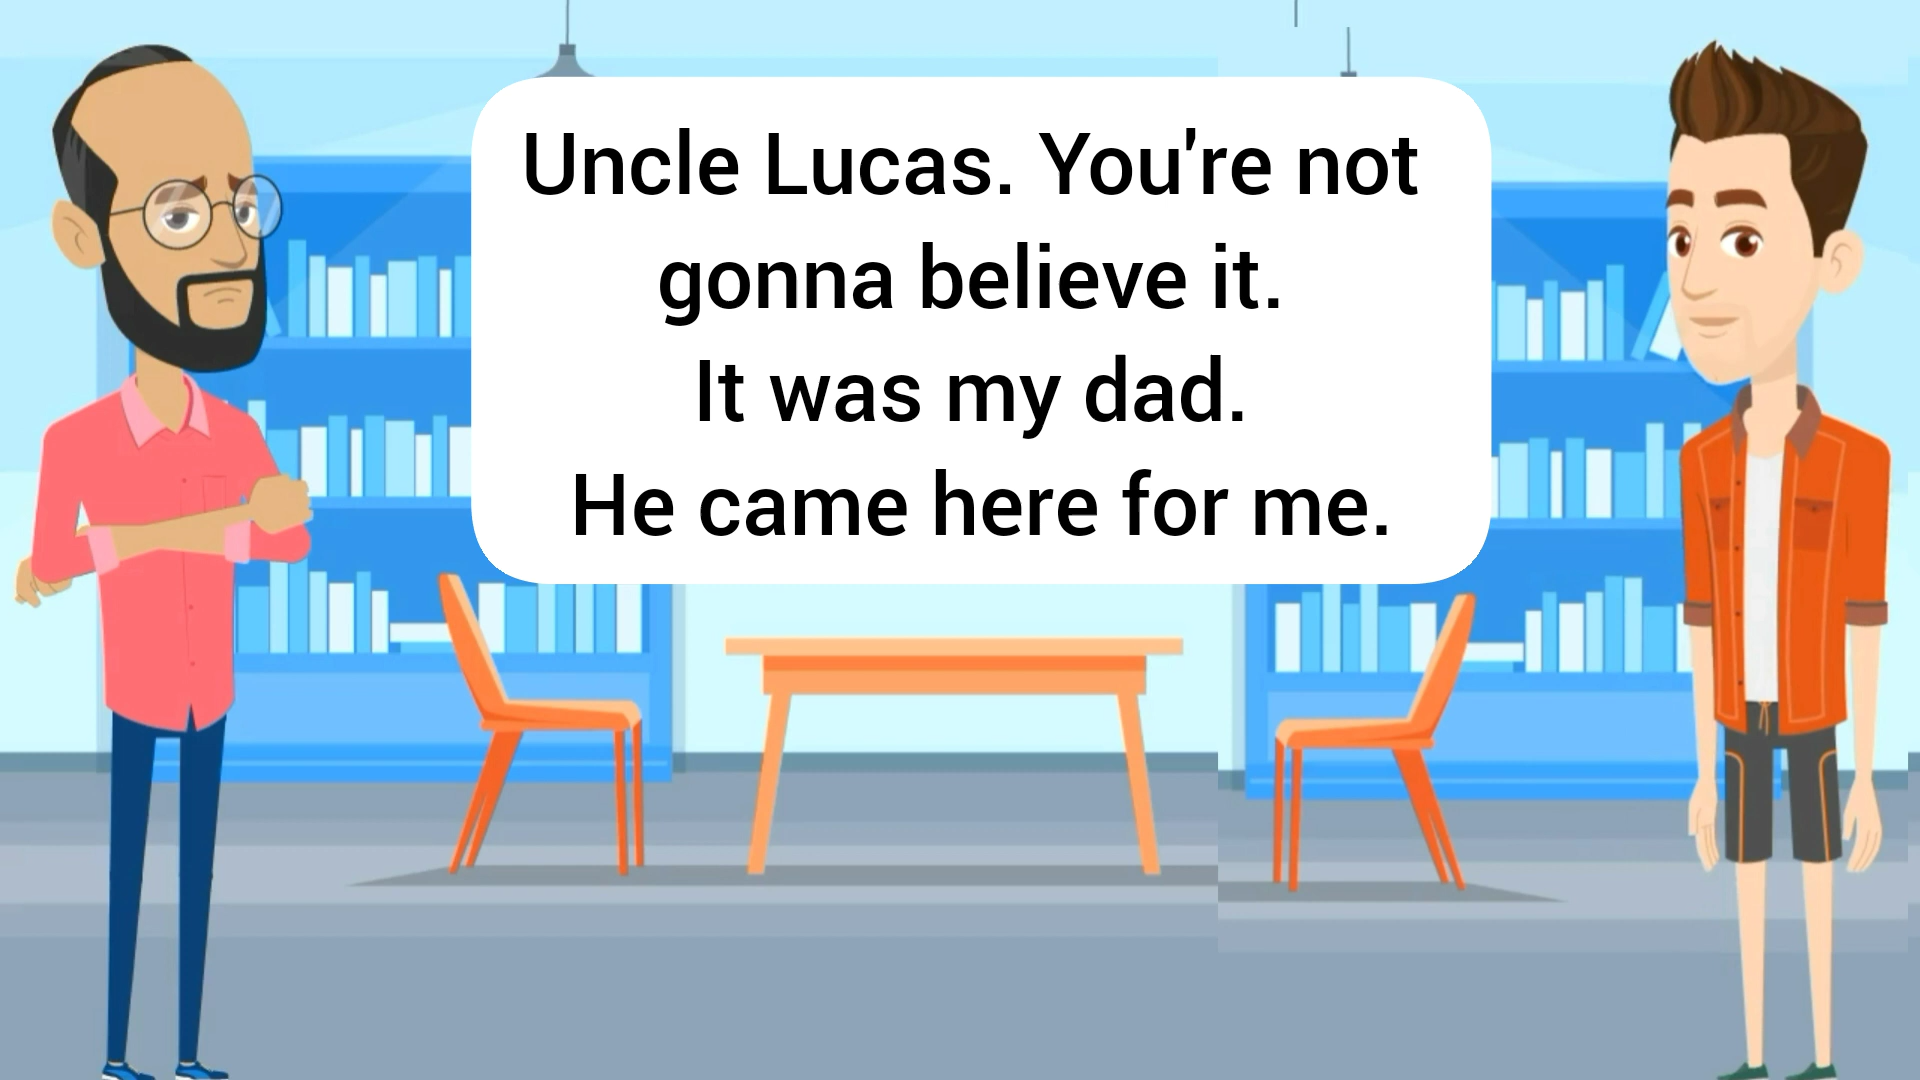 Uncle Lucas. You're not
gonna believe it.
It was my dad.
He came here for me.